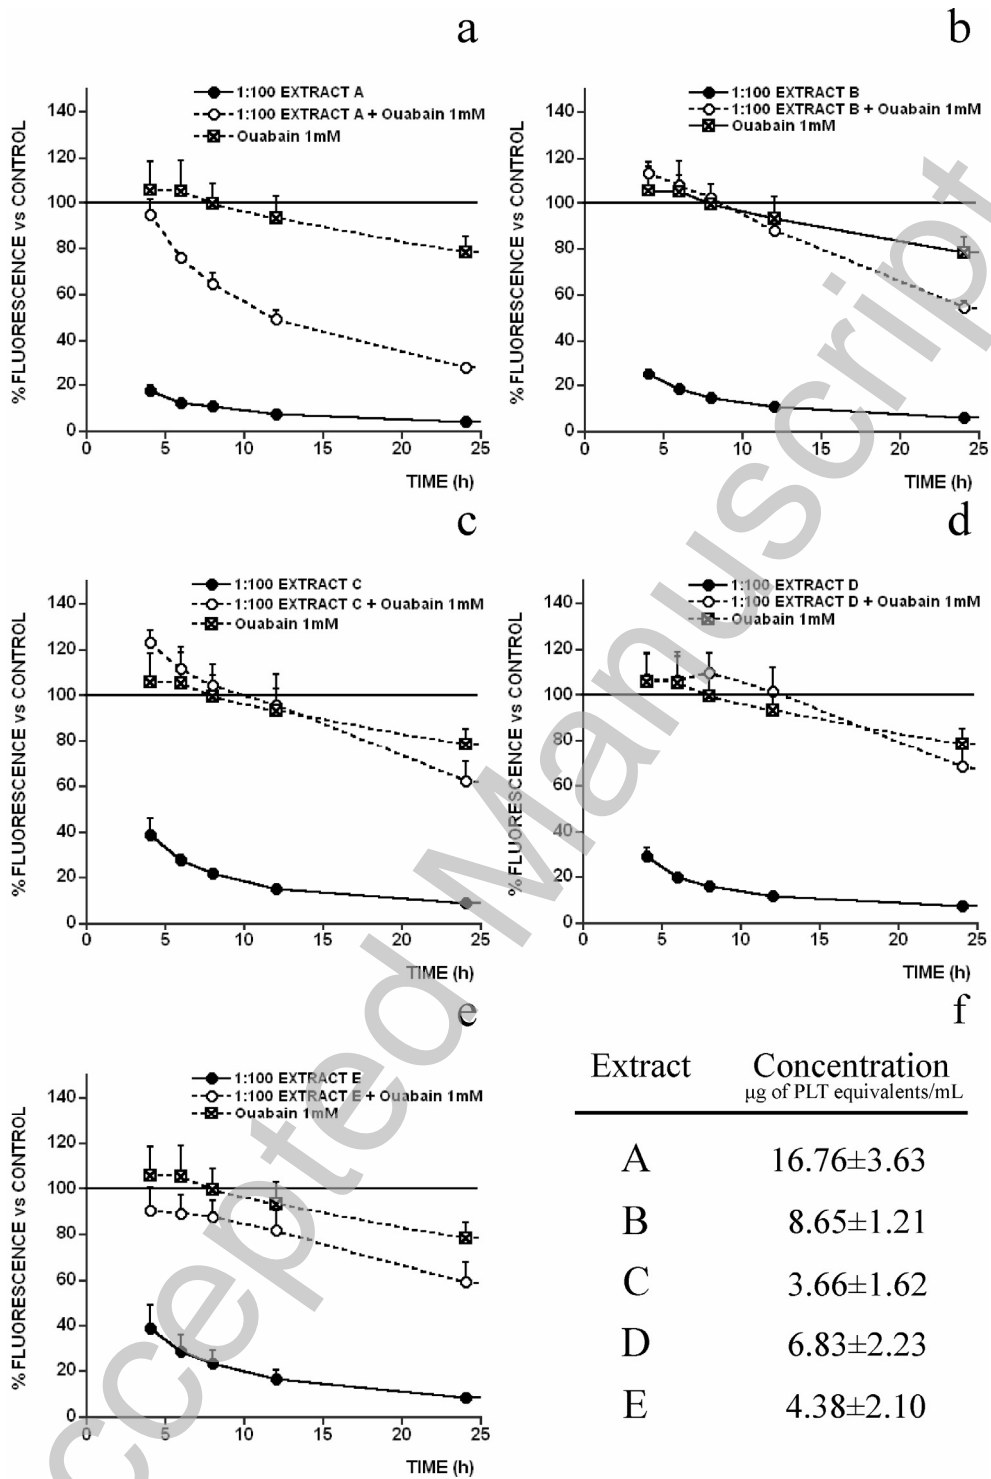 a
1:100 EXTRACT A
1:100 EXTRACT A + Ouabain 1mM
Ouabain 1mM
% FLUORESCENCE vs CONTROL
140
120
100
80
60
40
20
0
0 5 10 15 20 25
TIME (h)
b
1:100 EXTRACT B
1:100 EXTRACT B + Ouabain 1mM
Ouabain 1mM
% FLUORESCENCE vs CONTROL
140
120
100
80
60
40
20
0
0 5 10 15 20 25
TIME (h)
c
1:100 EXTRACT C
1:100 EXTRACT C + Ouabain 1mM
Ouabain 1mM
% FLUORESCENCE vs CONTROL
140
120
100
80
60
40
20
0
0 5 10 15 20 25
TIME (h)
d
1:100 EXTRACT D
1:100 EXTRACT D + Ouabain 1mM
Ouabain 1mM
% FLUORESCENCE vs CONTROL
140
120
100
80
60
40
20
0
0 5 10 15 20 25
TIME (h)
e
1:100 EXTRACT E
1:100 EXTRACT E + Ouabain 1mM
Ouabain 1mM
% FLUORESCENCE vs CONTROL
140
120
100
80
60
40
20
0
0 5 10 15 20 25
TIME (h)
f
Extract Concentration
µg of PLT equivalents/mL
A 16.76±3.63
B 8.65±1.21
C 3.66±1.62
D 6.83±2.23
E 4.38±2.10
ccepted Manuscript